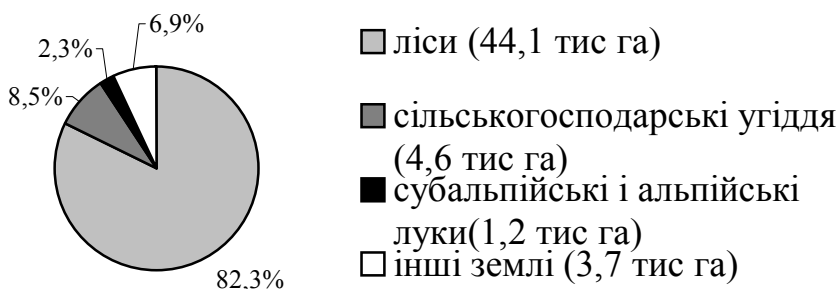 6,9%
2,3%
8,5%
82,3%
ліси (44,1 тис га)
сільськогосподарські угіддя
(4,6 тис га)
субальпійські і альпійські
луки(1,2 тис га)
інші землі (3,7 тис га)